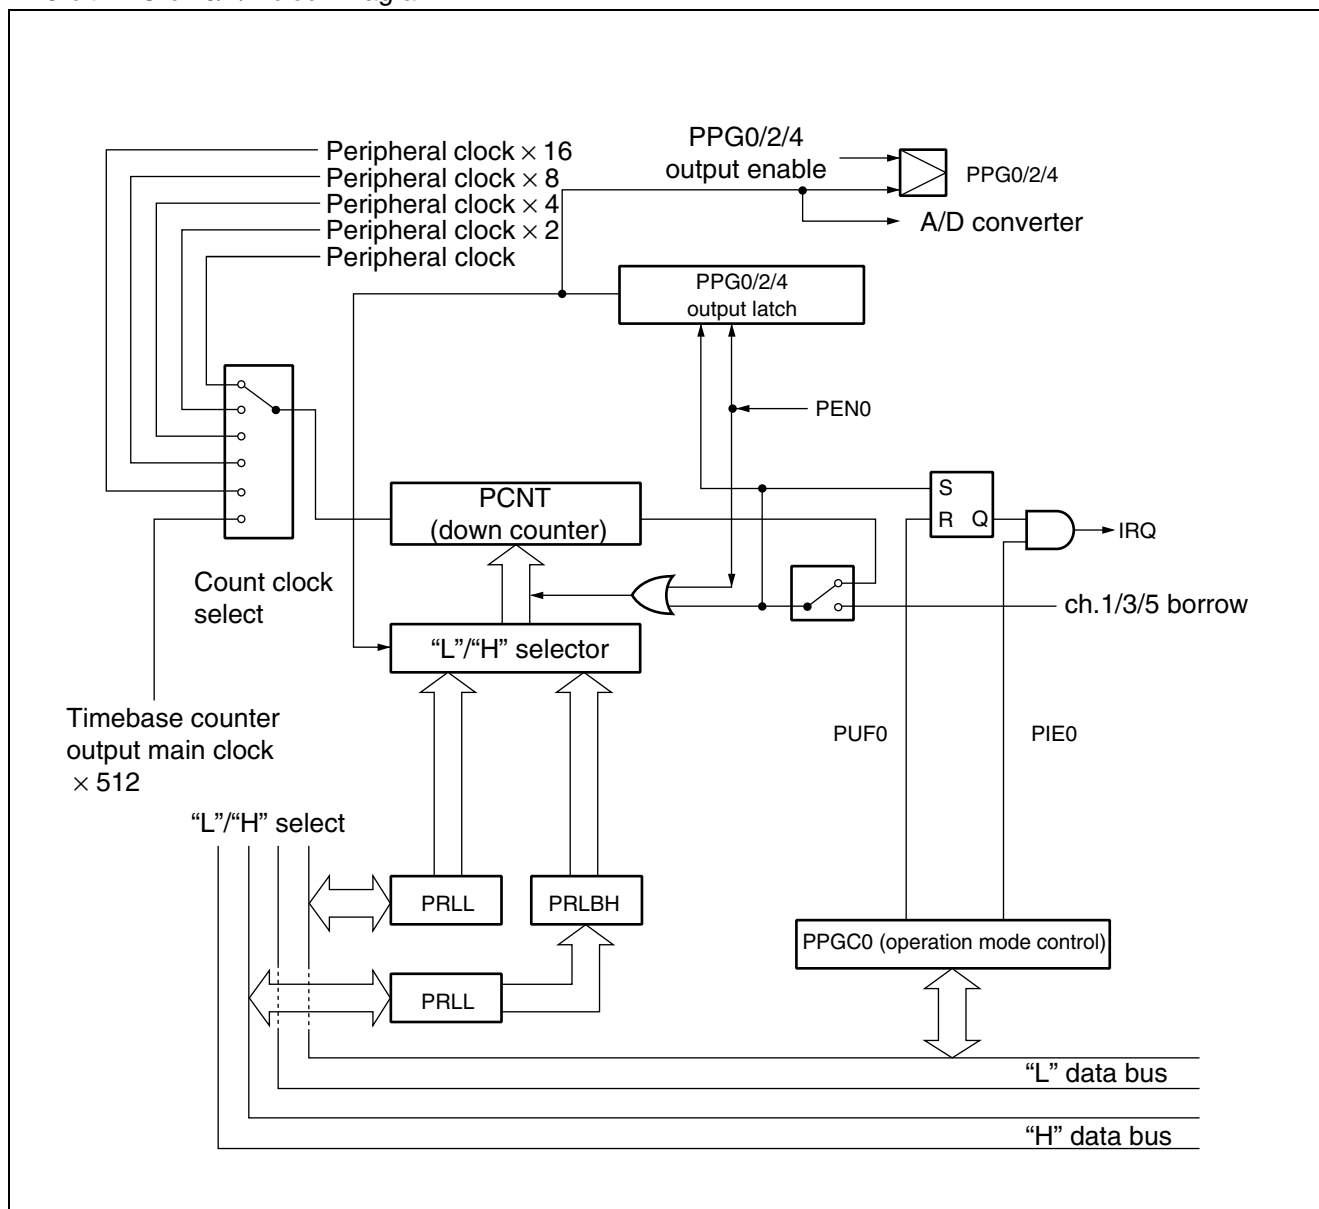 Peripheral clock × 16
Peripheral clock × 8
Peripheral clock × 4
Peripheral clock × 2
Peripheral clock
PPG0/2/4
output enable
PPG0/2/4
A/D converter
PPG0/2/4
output latch
PEN0
PCNT
(down counter)
S
R
Q
IRQ
Count clock
select
ch.1/3/5 borrow
“L”/“H” selector
Timebase counter
output main clock
× 512
PUF0
PIE0
“L”/“H” select
PRLL
PRLBH
PPGC0 (operation mode control)
PRLL
“L” data bus
“H” data bus